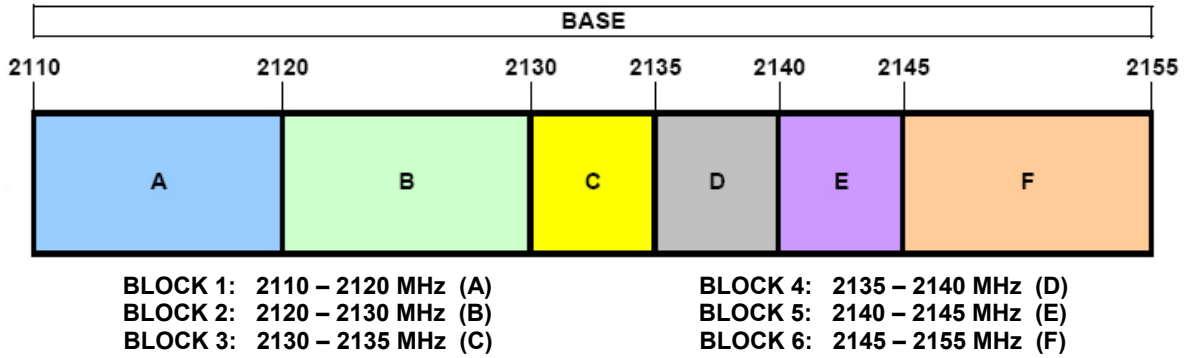 BASE
2110 2120 2130 2135 2140 2145 2155
A B C D E F
BLOCK 1: 2110 – 2120 MHz (A)
BLOCK 2: 2120 – 2130 MHz (B)
BLOCK 3: 2130 – 2135 MHz (C)
BLOCK 4: 2135 – 2140 MHz (D)
BLOCK 5: 2140 – 2145 MHz (E)
BLOCK 6: 2145 – 2155 MHz (F)